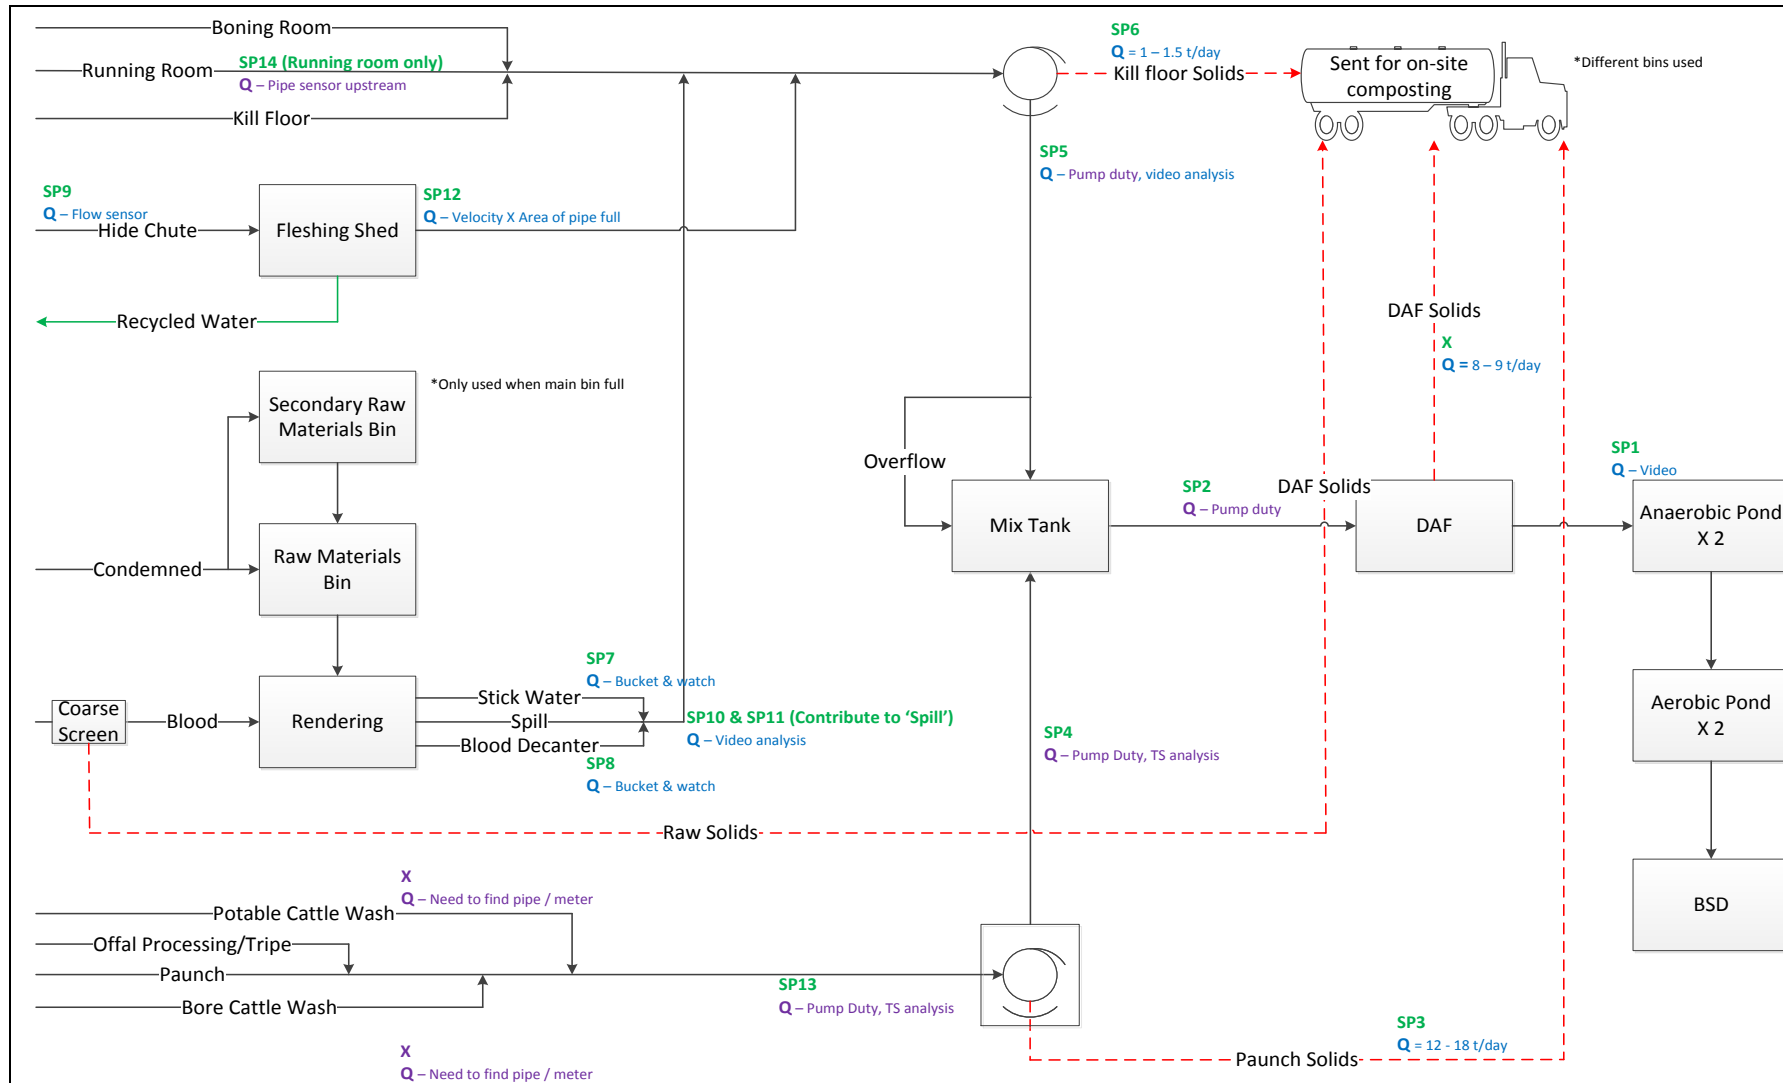 Boning Room
Running Room
SP14 (Running room only)
Q – Pipe sensor upstream
Kill Floor
SP6
Q = 1 – 1.5 t/day
Kill floor Solids
Sent for on-site
composting
*Different bins used
SP5
Q – Pump duty, video analysis
SP9
Q – Flow sensor
Hide Chute
Fleshing Shed
SP12
Q – Velocity X Area of pipe full
Recycled Water
DAF Solids
X
Q = 8 – 9 t/day
Secondary Raw
Materials Bin
*Only used when main bin full
Overflow
Mix Tank
SP2
Q – Pump duty
DAF Solids
DAF
SP1
Q – Video
Anaerobic Pond
X 2
Condemned
Raw Materials
Bin
Coarse
Screen
Blood
Rendering
SP7
Q – Bucket & watch
Stick Water
Spill
Blood Decanter
SP8
Q – Bucket & watch
SP10 & SP11 (Contribute to ‘Spill’)
Q – Video analysis
SP4
Q – Pump Duty, TS analysis
Aerobic Pond
X 2
Raw Solids
BSD
X
Q – Need to find pipe / meter
Potable Cattle Wash
Offal Processing/Tripe
Paunch
Bore Cattle Wash
SP13
Q – Pump Duty, TS analysis
X
Q – Need to find pipe / meter
SP3
Q = 12 - 18 t/day
Paunch Solids